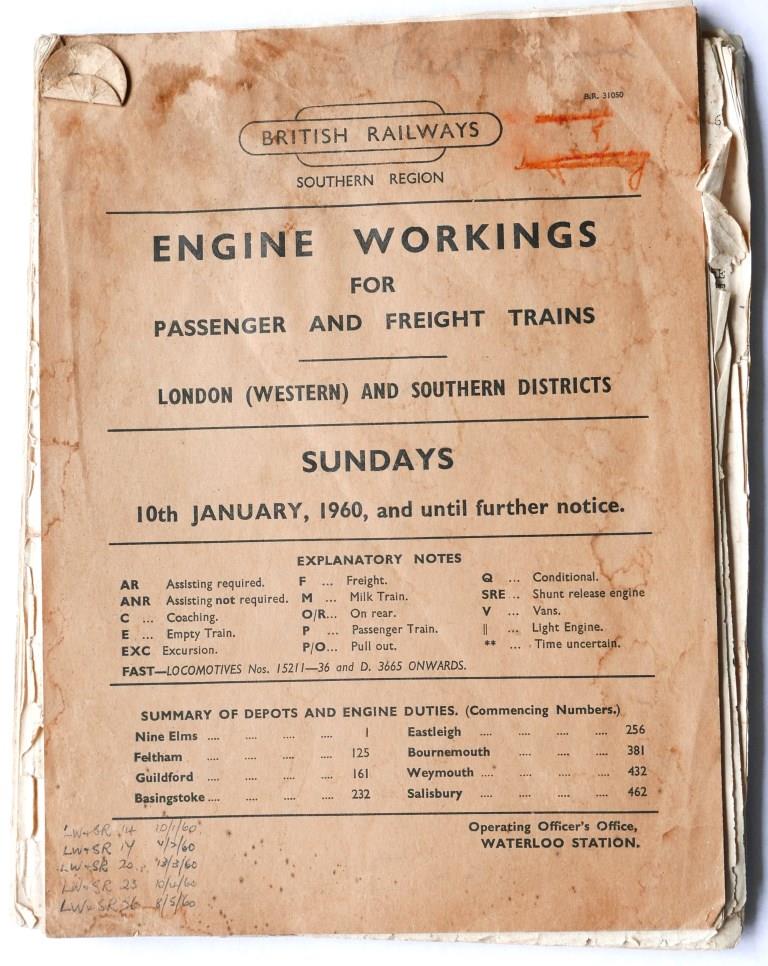 B.R. 31050
BRITISH RAILWAYS
SOUTHERN REGION
ENGINE WORKINGS
FOR
PASSENGER AND FREIGHT TRAINS
LONDON (WESTERN) AND SOUTHERN DISTRICTS
SUNDAYS
10th JANUARY, 1960, and until further notice.
EXPLANATORY NOTES
AR Assisting required. F ... Freight. Q ... Conditional.
ANR Assisting not required. M ... Milk Train. SRE .. Shunt release engine
C ... Coaching. O/R... On rear. V ... Vans.
E ... Empty Train. P ... Passenger Train. || ... Light Engine.
EXC Excursion. P/O... Pull out. ** ... Time uncertain.
FAST—LOCOMOTIVES Nos. 15211—36 and D. 3665 ONWARDS.
SUMMARY OF DEPOTS AND ENGINE DUTIES. (Commencing Numbers.)
Nine Elms .... .... .... .... 1 Eastleigh .... .... .... .... 256
Feltham .... .... .... 125 Bournemouth .... .... .... 381
Guildford .... .... .... 161 Weymouth .... .... .... .... 432
Basingstoke .... .... .... .... 232 Salisbury .... .... .... .... 462
Operating Officer's Office,
WATERLOO STATION.
LW+SR 14 10/1/60
LW+SR 17
LW+SR 20 13/3/60
LW+SR 23 10/4/60
LW+SR 26 8/5/60